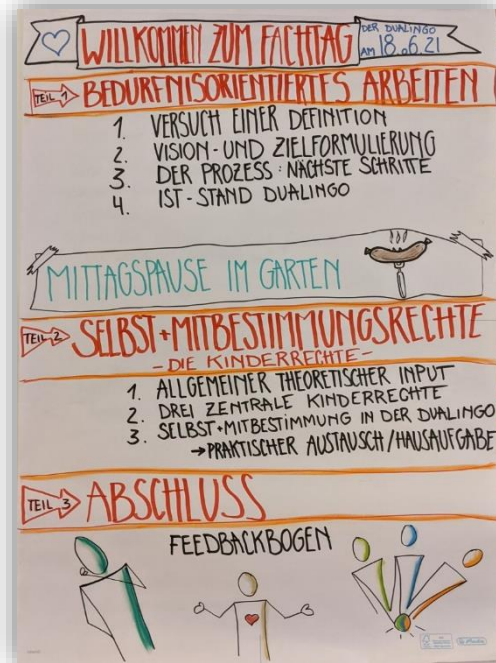 WILLKOMMEN ZUM FACHTAG
DER DUALINGO
AM 18.06.21
TEIL 1 BEDÜRFNISORIENTIERTES ARBEITEN
1. VERSUCH EINER DEFINITION
2. VISION- UND ZIELFORMULIERUNG
3. DER PROZESS: NÄCHSTE SCHRITTE
4. IST-STAND DUALINGO
MITTAGSPAUSE IM GARTEN
TEIL 2 SELBST+MITBESTIMMUNGSRECHTE
- DIE KINDERRECHTE -
1. ALLGEMEINER THEORETISCHER INPUT
2. DREI ZENTRALE KINDERRECHTE
3. SELBST+MITBESTIMMUNG IN DER DUALINGO
→ PRAKTISCHER AUSTAUSCH/HAUSAUFGABE
TEIL 3 ABSCHLUSS
FEEDBACKBOGEN